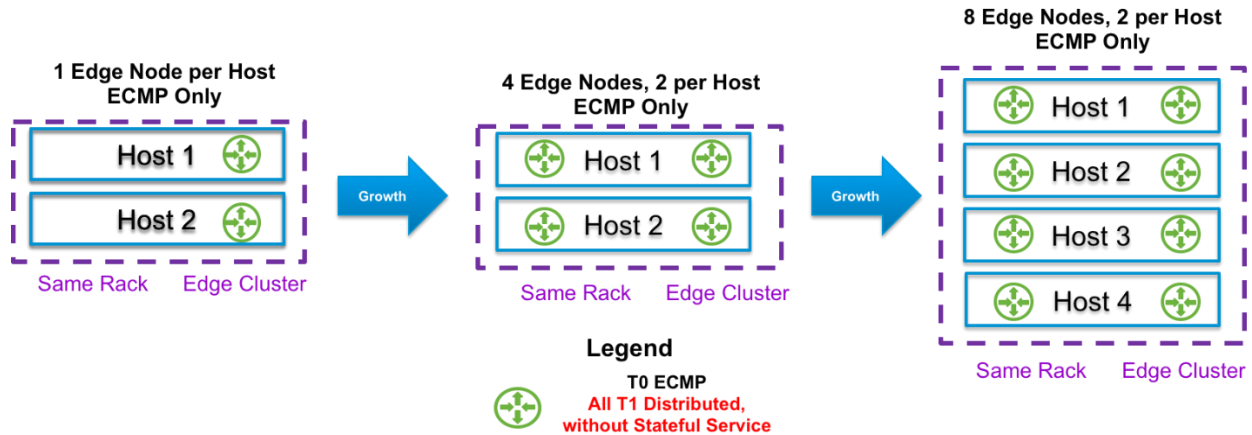 1 Edge Node per Host
ECMP Only
Host 1
Host 2
Same Rack Edge Cluster
Growth
4 Edge Nodes, 2 per Host
ECMP Only
Host 1
Host 2
Same Rack Edge Cluster
Growth
8 Edge Nodes, 2 per Host
ECMP Only
Host 1
Host 2
Host 3
Host 4
Same Rack Edge Cluster
Legend
T0 ECMP
All T1 Distributed,
without Stateful Service